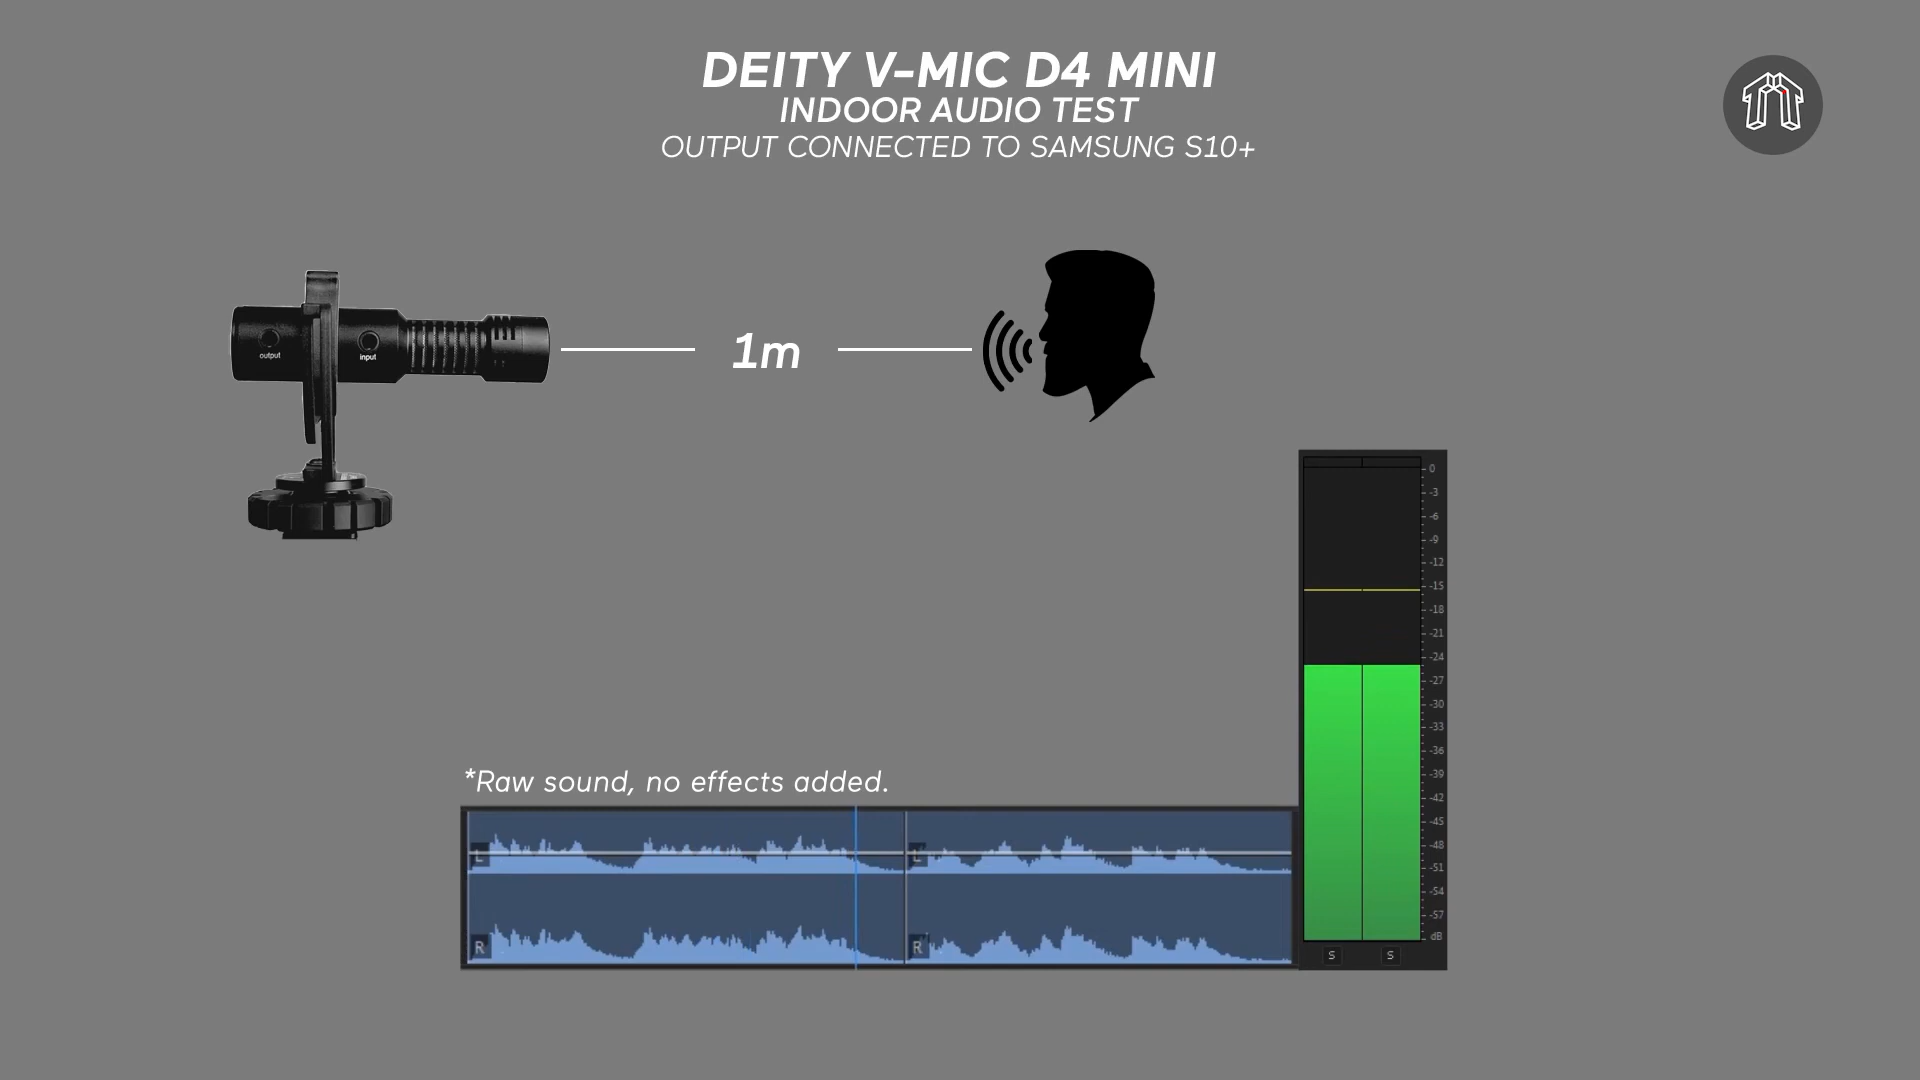 DEITY V-MIC D4 MINI
INDOOR AUDIO TEST
OUTPUT CONNECTED TO SAMSUNG S10+
output
input
1m
0
-3
-6
-9
-12
-15
-18
-21
-24
-27
-30
-33
-36
-39
-42
-45
-48
-51
-54
-57
dB
S S
*Raw sound, no effects added.
L L
R R